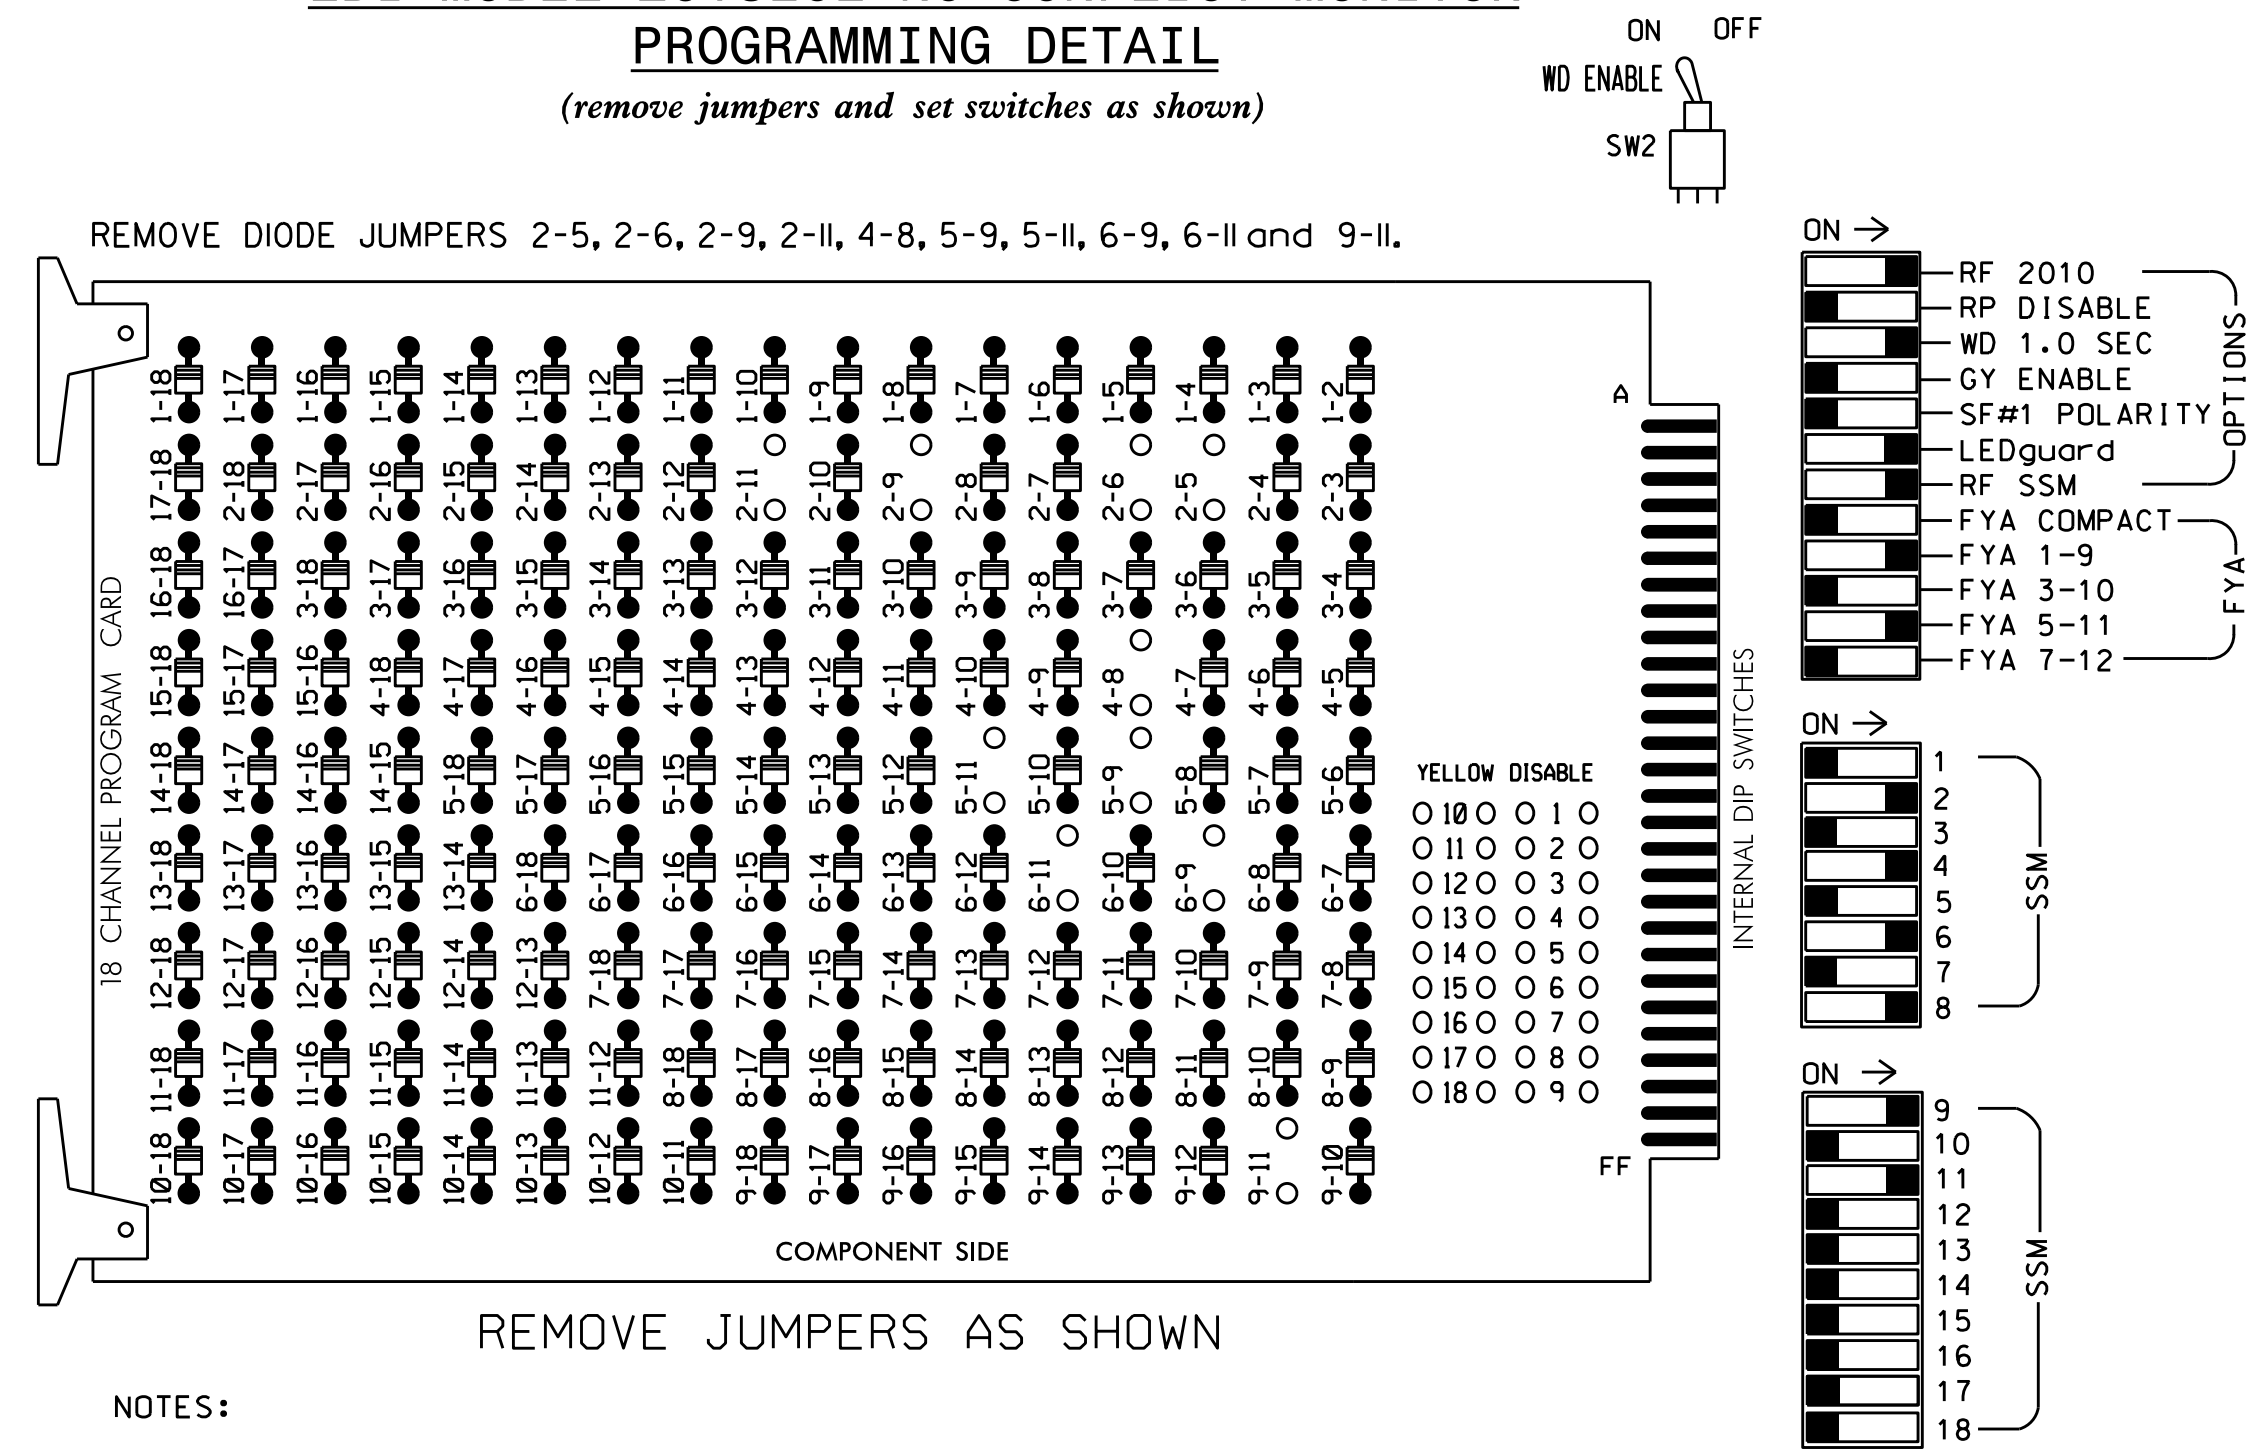 PROGRAMMING DETAIL
(remove jumpers and set switches as shown)
ON OFF
WD ENABLE
SW2
REMOVE DIODE JUMPERS 2-5, 2-6, 2-9, 2-11, 4-8, 5-9, 5-11, 6-9, 6-11 and 9-11.
18 CHANNEL PROGRAM CARD
1-18 1-17 1-16 1-15 1-14 1-13 1-12 1-11 1-10 1-9 1-8 1-7 1-6 1-5 1-4 1-3 1-2
17-18 2-18 2-17 2-16 2-15 2-14 2-13 2-12 2-11 2-10 2-9 2-8 2-7 2-6 2-5 2-4 2-3
16-18 16-17 3-18 3-17 3-16 3-15 3-14 3-13 3-12 3-11 3-10 3-9 3-8 3-7 3-6 3-5 3-4
15-18 15-17 15-16 4-18 4-17 4-16 4-15 4-14 4-13 4-12 4-11 4-10 4-9 4-8 4-7 4-6 4-5
14-18 14-17 14-16 14-15 5-18 5-17 5-16 5-15 5-14 5-13 5-12 5-11 5-10 5-9 5-8 5-7 5-6
13-18 13-17 13-16 13-15 13-14 6-18 6-17 6-16 6-15 6-14 6-13 6-12 6-11 6-10 6-9 6-8 6-7
12-18 12-17 12-16 12-15 12-14 12-13 7-18 7-17 7-16 7-15 7-14 7-13 7-12 7-11 7-10 7-9 7-8
11-18 11-17 11-16 11-15 11-14 11-13 11-12 8-18 8-17 8-16 8-15 8-14 8-13 8-12 8-11 8-10 8-9
10-18 10-17 10-16 10-15 10-14 10-13 10-12 10-11 9-18 9-17 9-16 9-15 9-14 9-13 9-12 9-11 9-10
YELLOW DISABLE
10 1
11 2
12 3
13 4
14 5
15 6
16 7
17 8
18 9
A
FF
COMPONENT SIDE
INTERNAL DIP SWITCHES
ON →
RF 2010
RP DISABLE
WD 1.0 SEC
GY ENABLE
SF#1 POLARITY
LEDguard
RF SSM
OPTIONS
FYA COMPACT
FYA 1-9
FYA 3-10
FYA 5-11
FYA 7-12
FYA
ON →
1
2
3
4
5
6
7
8
SSM
ON →
9
10
11
12
13
14
15
16
17
18
SSM
REMOVE JUMPERS AS SHOWN
NOTES: